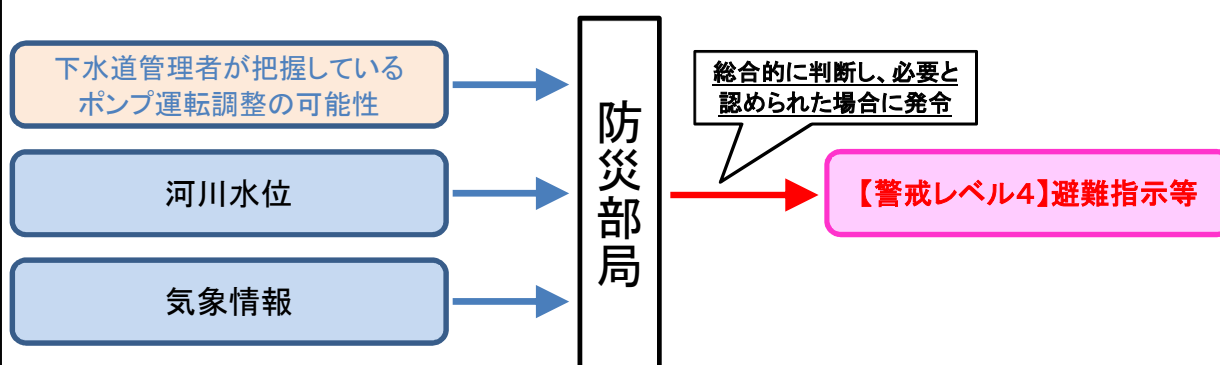 下水道管理者が把握している
ポンプ運転調整の可能性
河川水位
気象情報
防災部局
総合的に判断し、必要と
認められた場合に発令
【警戒レベル４】避難指示等